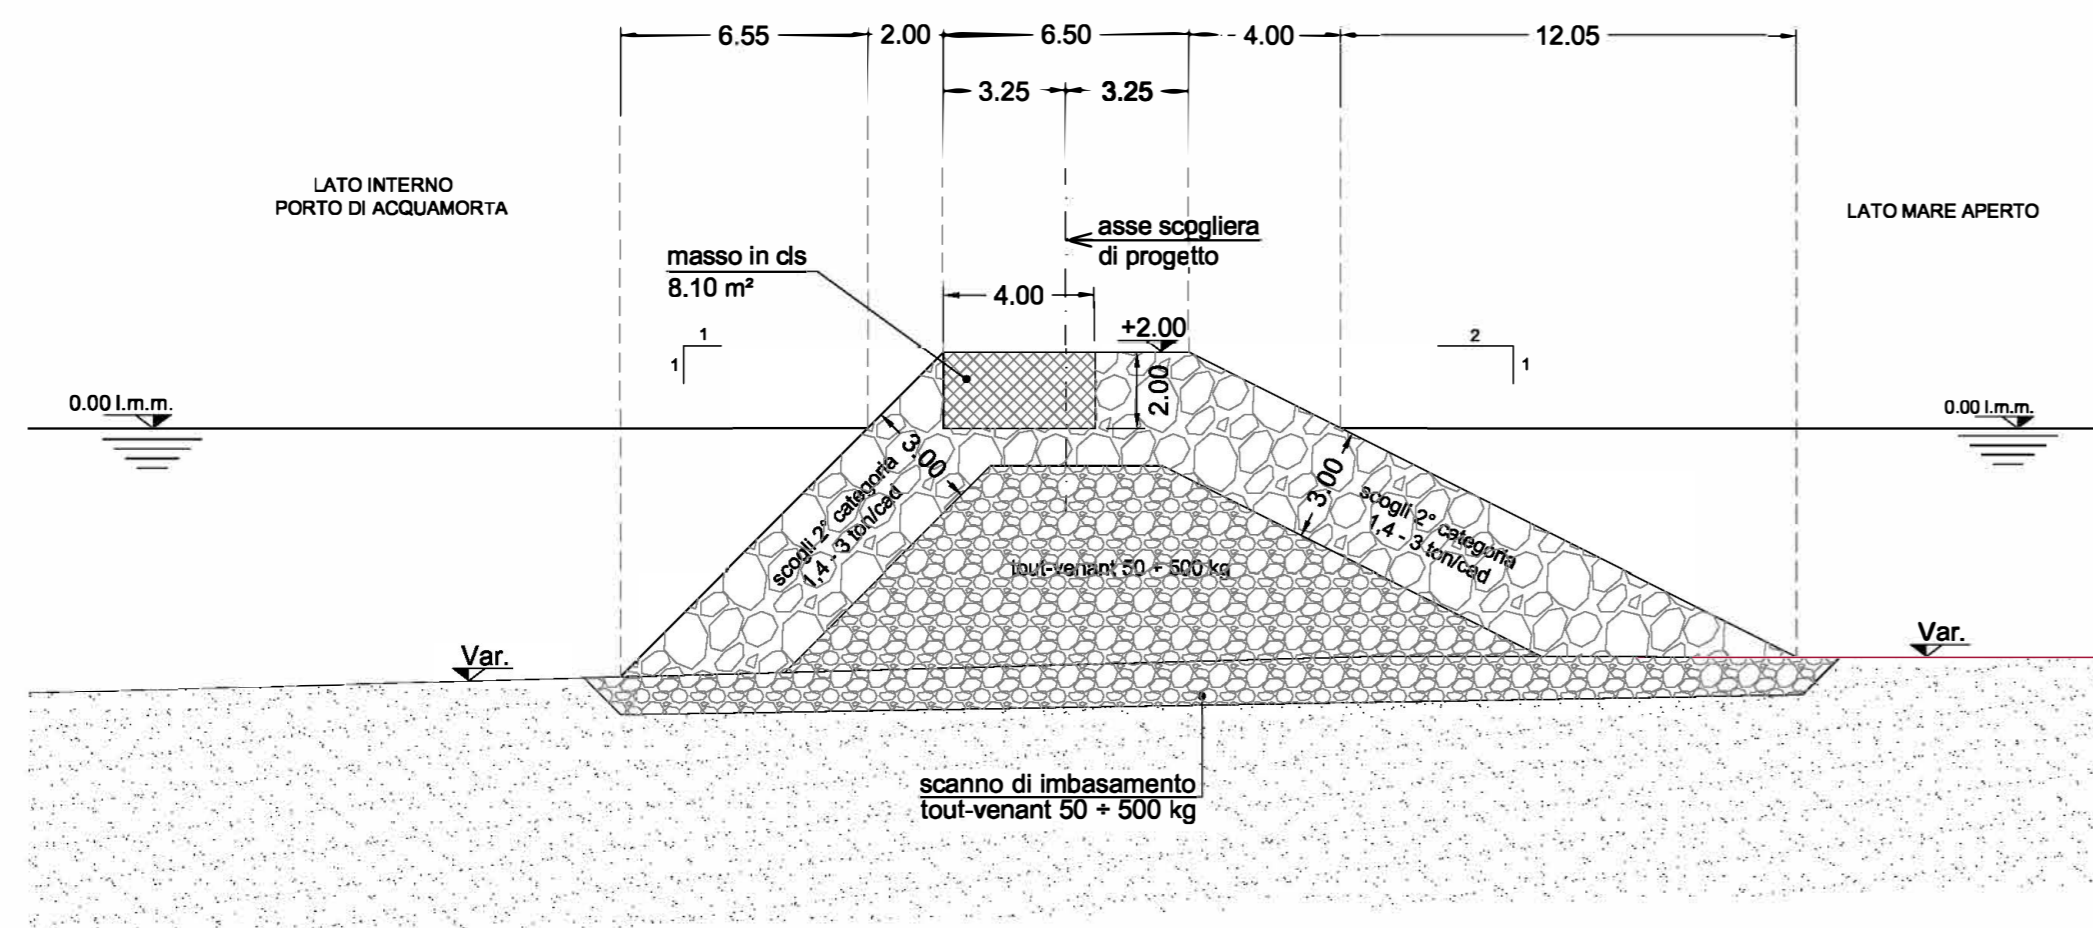 6.55
2.00
6.50
4.00
12.05
3.25
3.25
LATO INTERNO
PORTO DI ACQUAMORTA
LATO MARE APERTO
asse scogliera
di progetto
masso in cls
8.10 m²
4.00
+2.00
1
1
2
1
2.00
0.00 l.m.m.
0.00 l.m.m.
3.00
scogli 2° categoria
1,4 - 3 ton/cad
3.00
scogli 2° categoria
1,4 - 3 ton/cad
tout-venant 50 ÷ 500 kg
Var.
Var.
scanno di imbasamento
tout-venant 50 ÷ 500 kg